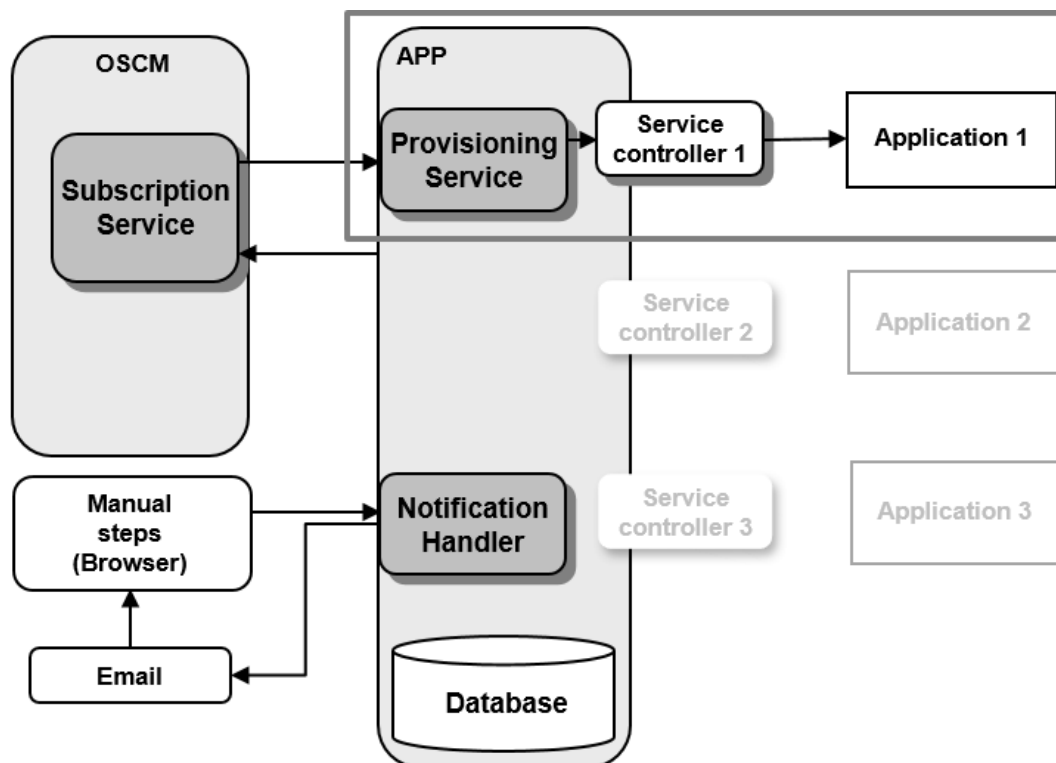 OSCM
APP
Subscription
Service
Provisioning
Service
Service
controller 1
Application 1
Service
controller 2
Application 2
Manual
steps
(Browser)
Notification
Handler
Service
controller 3
Application 3
Email
Database